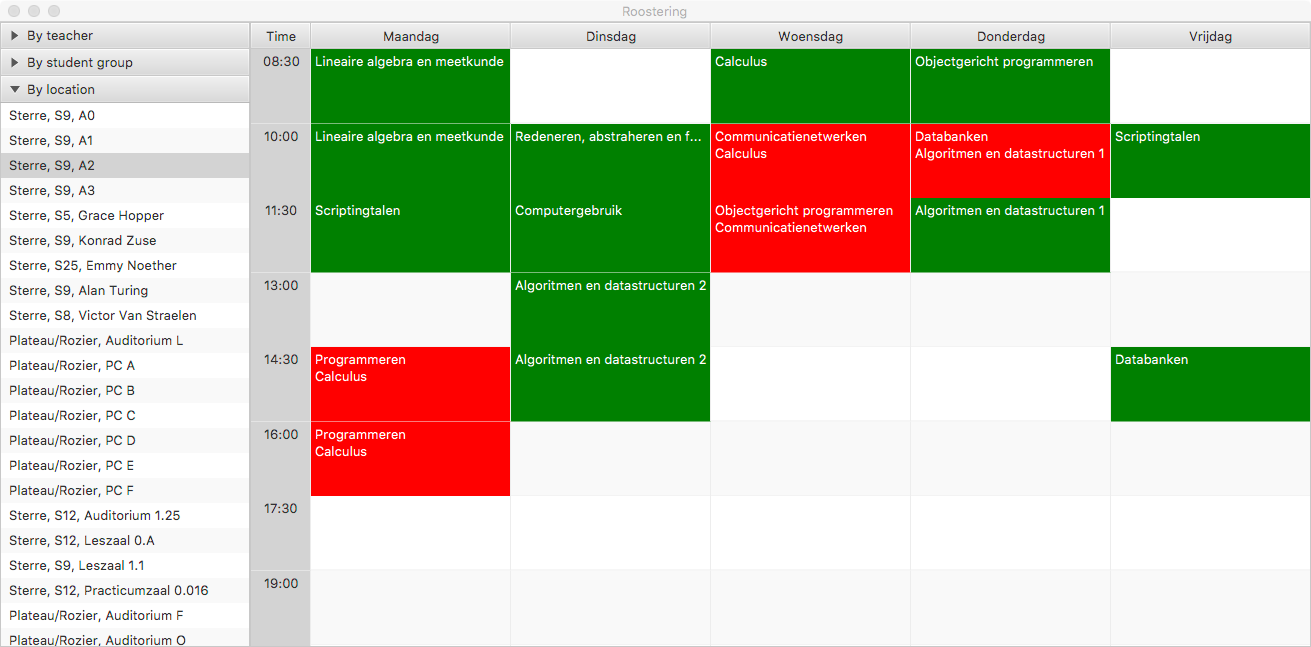 Roostering
By teacher
By student group
By location
Sterre, S9, A0
Sterre, S9, A1
Sterre, S9, A2
Sterre, S9, A3
Sterre, S5, Grace Hopper
Sterre, S9, Konrad Zuse
Sterre, S25, Emmy Noether
Sterre, S9, Alan Turing
Sterre, S8, Victor Van Straelen
Plateau/Rozier, Auditorium L
Plateau/Rozier, PC A
Plateau/Rozier, PC B
Plateau/Rozier, PC C
Plateau/Rozier, PC D
Plateau/Rozier, PC E
Plateau/Rozier, PC F
Sterre, S12, Auditorium 1.25
Sterre, S12, Leszaal 0.A
Sterre, S9, Leszaal 1.1
Sterre, S12, Practicumzaal 0.016
Plateau/Rozier, Auditorium F
Plateau/Rozier, Auditorium O
Time Maandag Dinsdag Woensdag Donderdag Vrijdag
08:30 Lineaire algebra en meetkunde Calculus Objectgericht programmeren
10:00 Lineaire algebra en meetkunde Redeneren, abstraheren en f... Communicatienetwerken Databanken Scriptingtalen
Calculus Algoritmen en datastructuren 1
11:30 Scriptingtalen Computergebruik Objectgericht programmeren Algoritmen en datastructuren 1
Communicatienetwerken
13:00 Algoritmen en datastructuren 2
14:30 Programmeren Algoritmen en datastructuren 2 Databanken
Calculus
16:00 Programmeren
Calculus
17:30
19:00